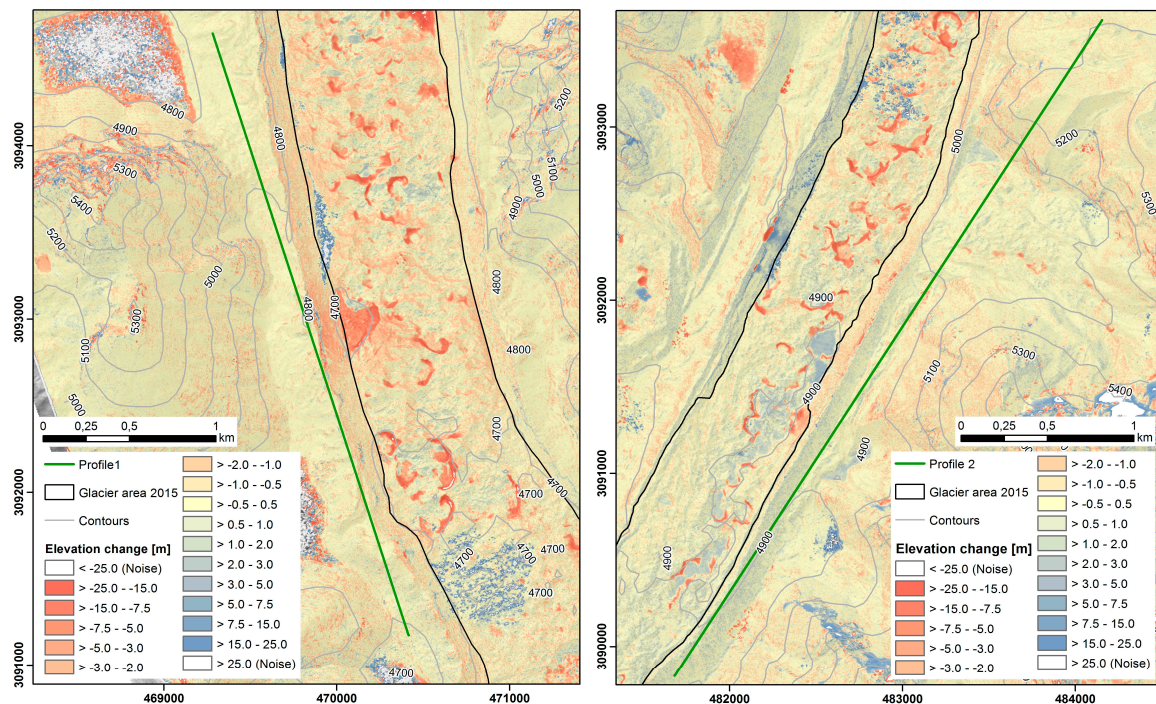 4800
4900
5300
5400
5200
5000
5300
5100
5000
4800
4800
4700
5200
5100
5000
4900
4800
4800
4700
4700
4700
4700
4700
4700
4700
4700
3094000
3093000
3092000
3091000
469000
470000
471000
0 0,25 0,5 1
km
Profile1
Glacier area 2015
Contours
Elevation change [m]
<-25.0 (Noise)
> -25.0 - -15.0
> -15.0 - -7.5
> -7.5 - -5.0
> -5.0 - -3.0
> -3.0 - -2.0
> -2.0 - -1.0
> -1.0 - -0.5
> -0.5 - 0.5
> 0.5 - 1.0
> 1.0 - 2.0
> 2.0 - 3.0
> 3.0 - 5.0
> 5.0 - 7.5
> 7.5 - 15.0
> 15.0 - 25.0
> 25.0 (Noise)
5000
5200
5300
4900
5300
5100
5400
4900
4900
4900
4900
3093000
3092000
3091000
3090000
482000
483000
484000
0 0,25 0,5 1
km
Profile 2
Glacier area 2015
Contours
Elevation change [m]
<-25.0 (Noise)
> -25.0 - -15.0
> -15.0 - -7.5
> -7.5 - -5.0
> -5.0 - -3.0
> -3.0 - -2.0
> -2.0 - -1.0
> -1.0 - -0.5
> -0.5 - 0.5
> 0.5 - 1.0
> 1.0 - 2.0
> 2.0 - 3.0
> 3.0 - 5.0
> 5.0 - 7.5
> 7.5 - 15.0
> 15.0 - 25.0
> 25.0 (Noise)